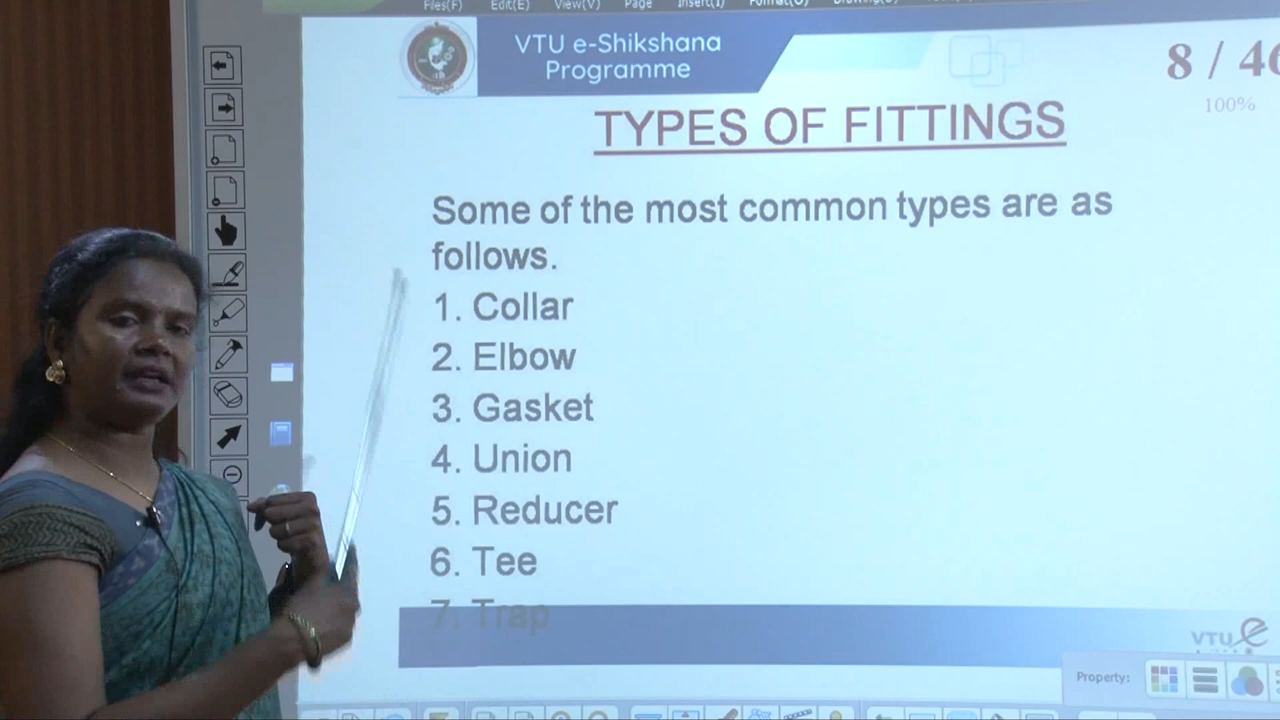 Files(F) Edit(E) View(V) Page Insert(I) Format(O) Drawing(D)
VTU e-Shikshana
Programme
8 / 46
100%
TYPES OF FITTINGS
Some of the most common types are as
follows.
1. Collar
2. Elbow
3. Gasket
4. Union
5. Reducer
6. Tee
7. Trap
VTU e
Property: